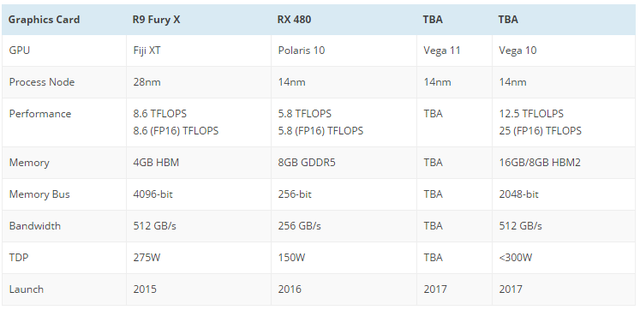 Graphics Card R9 Fury X RX 480 TBA TBA
GPU Fiji XT Polaris 10 Vega 11 Vega 10
Process Node 28nm 14nm 14nm 14nm
Performance 8.6 TFLOPS 5.8 TFLOPS TBA 12.5 TFLOLPS
8.6 (FP16) TFLOPS 5.8 (FP16) TFLOPS 25 (FP16) TFLOPS
Memory 4GB HBM 8GB GDDR5 TBA 16GB/8GB HBM2
Memory Bus 4096-bit 256-bit TBA 2048-bit
Bandwidth 512 GB/s 256 GB/s TBA 512 GB/s
TDP 275W 150W TBA <300W
Launch 2015 2016 2017 2017